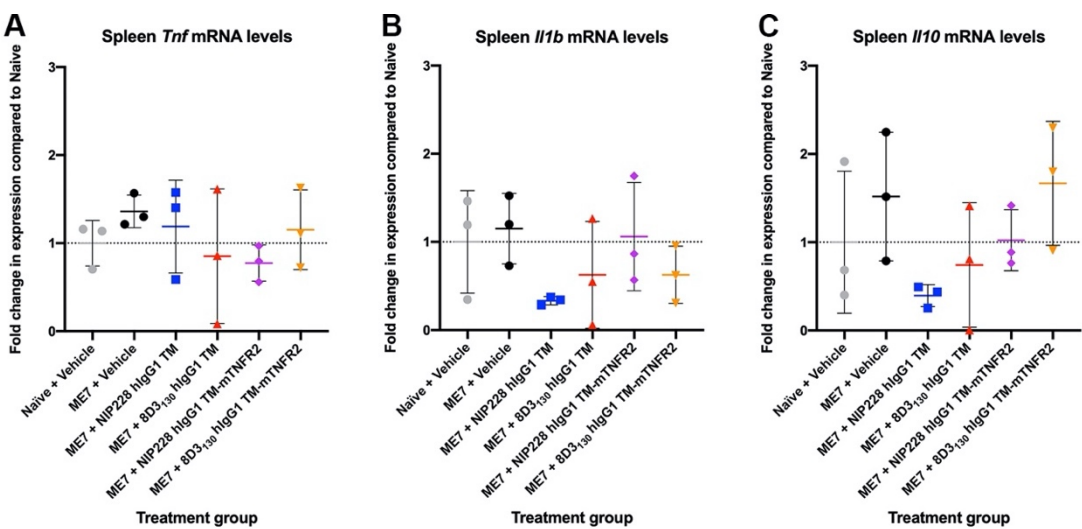 A
Spleen Tnf mRNA levels
Fold change in expression compared to Naive
3
2
1
0
Naïve + Vehicle
ME7 + Vehicle
ME7 + NIP228 hIgG1 TM
ME7 + 8D3₁₃₀ hIgG1 TM
ME7 + NIP228 hIgG1 TM-mTNFR2
ME7 + 8D3₁₃₀ hIgG1 TM-mTNFR2
Treatment group
B
Spleen Il1b mRNA levels
Fold change in expression compared to Naive
3
2
1
0
Naïve + Vehicle
ME7 + Vehicle
ME7 + NIP228 hIgG1 TM
ME7 + 8D3₁₃₀ hIgG1 TM
ME7 + NIP228 hIgG1 TM-mTNFR2
ME7 + 8D3₁₃₀ hIgG1 TM-mTNFR2
Treatment group
C
Spleen Il10 mRNA levels
Fold change in expression compared to Naive
3
2
1
0
Naïve + Vehicle
ME7 + Vehicle
ME7 + NIP228 hIgG1 TM
ME7 + 8D3₁₃₀ hIgG1 TM
ME7 + NIP228 hIgG1 TM-mTNFR2
ME7 + 8D3₁₃₀ hIgG1 TM-mTNFR2
Treatment group